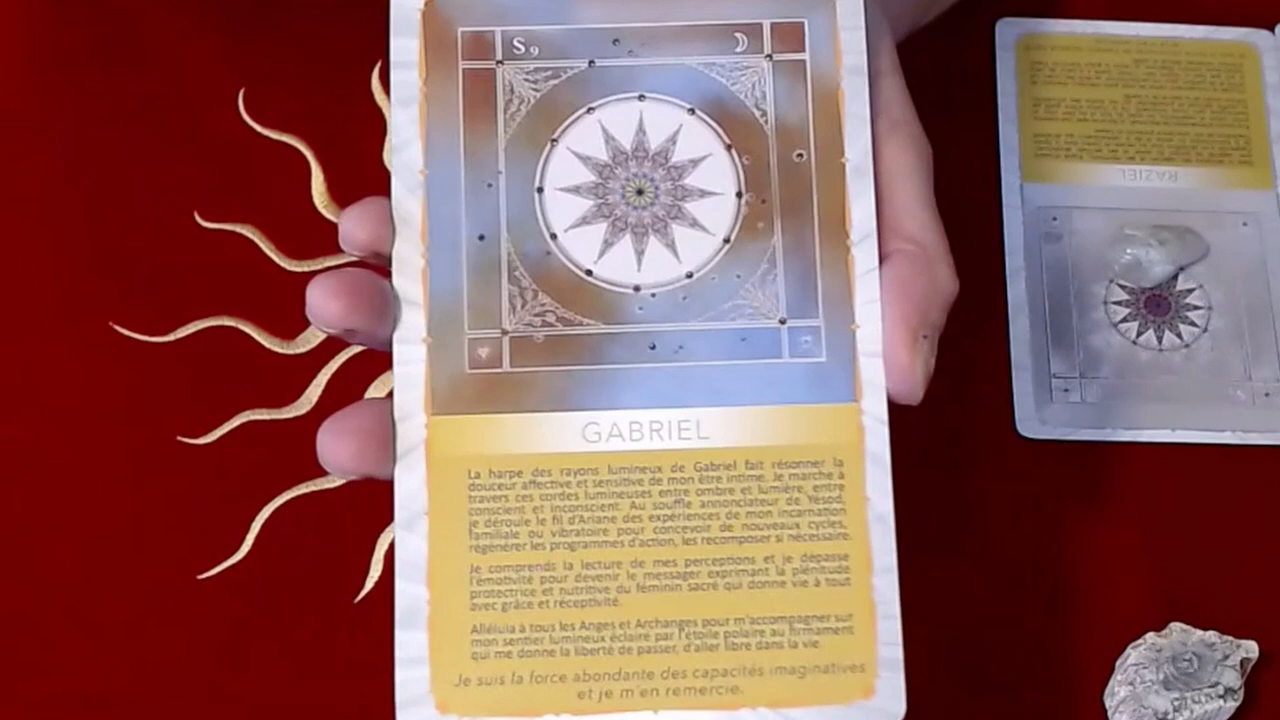 S 9
GABRIEL
La harpe des rayons lumineux de Gabriel fait résonner la
douceur affective et sensitive de mon être intime. Je marche à
travers ces cordes lumineuses entre ombre et lumière, entre
conscient et inconscient. Au souffle annonciateur de Yésod,
je déroule le fil d'Ariane des expériences de mon incarnation
familiale ou vibratoire pour concevoir de nouveaux cycles,
régénérer les programmes d'action, les recomposer si nécessaire.
Je comprends la lecture de mes perceptions et je dépasse
l'émotivité pour devenir le messager exprimant la plénitude
protectrice et nutritive du féminin sacré qui donne vie à tout
avec grâce et réceptivité.
Alléluia à tous les Anges et Archanges pour m'accompagner sur
mon sentier lumineux éclairé par l'étoile polaire au firmament
qui me donne la liberté de passer, d'aller libre dans la vie.
Je suis la force abondante des capacités imaginatives
et je m'en remercie.
RAZIEL